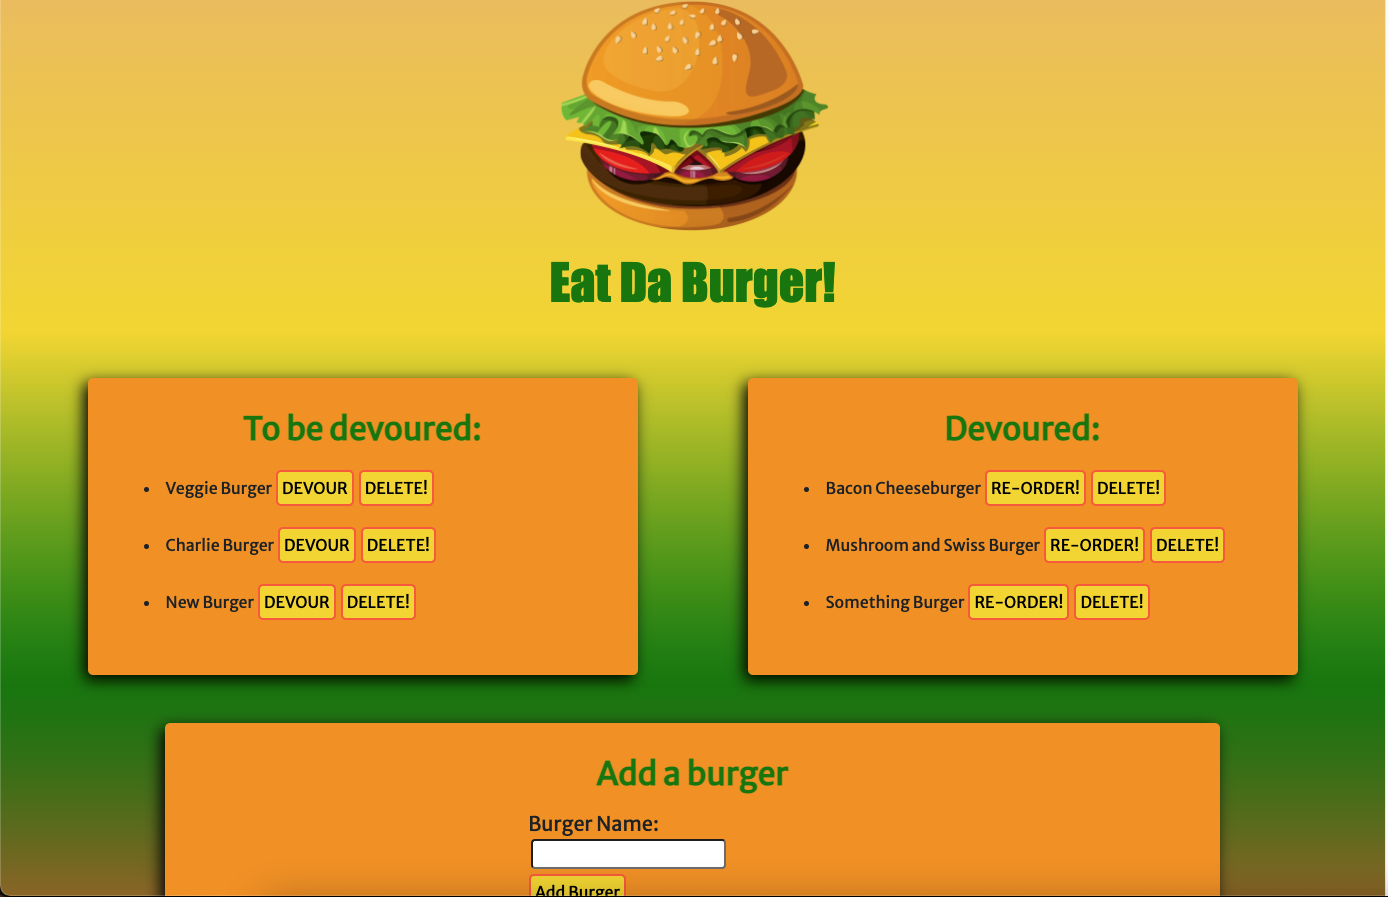 Eat Da Burger!
To be devoured:
Veggie Burger DEVOUR DELETE!
Charlie Burger DEVOUR DELETE!
New Burger DEVOUR DELETE!
Devoured:
Bacon Cheeseburger RE-ORDER! DELETE!
Mushroom and Swiss Burger RE-ORDER! DELETE!
Something Burger RE-ORDER! DELETE!
Add a burger
Burger Name:
Add Burger